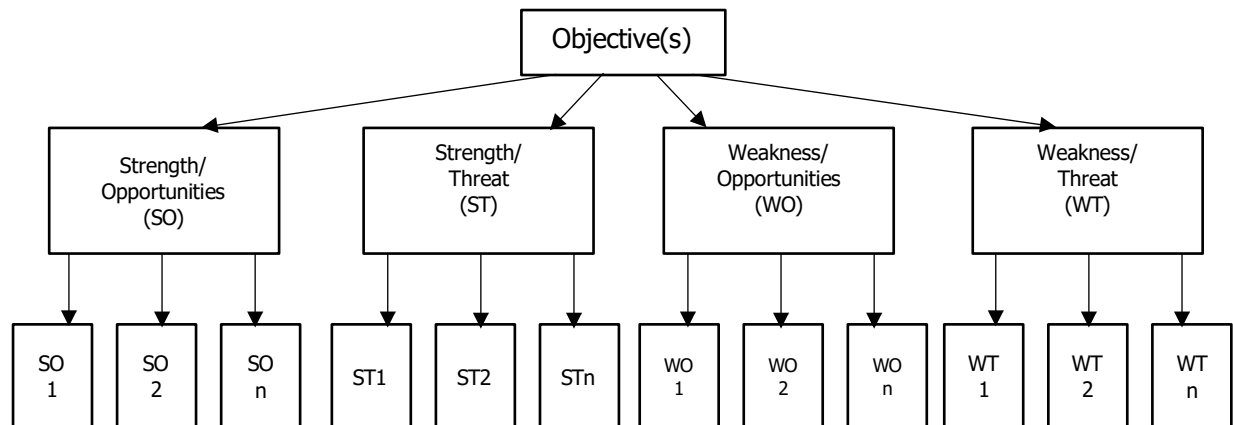 Objective(s)
Strength/
Opportunities
(SO)
Strength/
Threat
(ST)
Weakness/
Opportunities
(WO)
Weakness/
Threat
(WT)
SO
1
SO
2
SO
n
ST1
ST2
STn
WO
1
WO
2
WO
n
WT
1
WT
2
WT
n